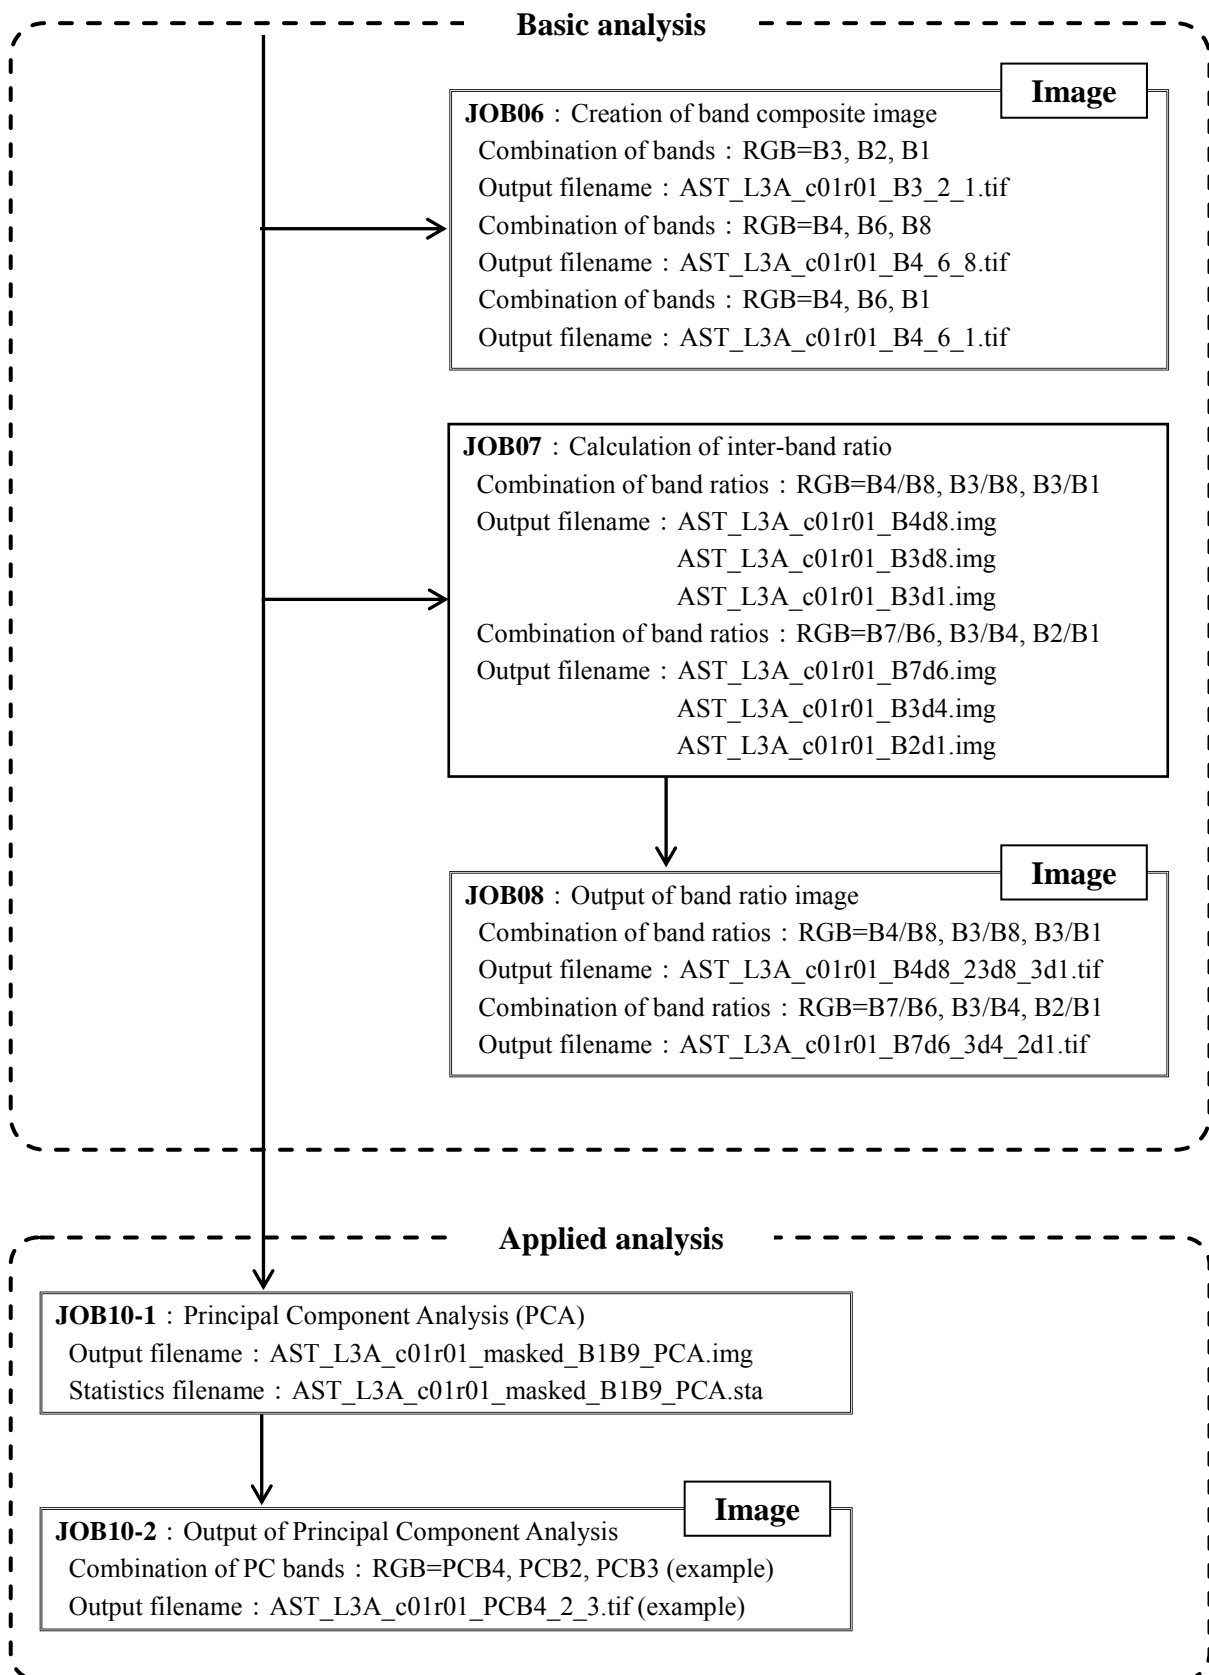 Basic analysis
Image
JOB06：Creation of band composite image
Combination of bands：RGB=B3, B2, B1
Output filename：AST_L3A_c01r01_B3_2_1.tif
Combination of bands：RGB=B4, B6, B8
Output filename：AST_L3A_c01r01_B4_6_8.tif
Combination of bands：RGB=B4, B6, B1
Output filename：AST_L3A_c01r01_B4_6_1.tif
JOB07：Calculation of inter-band ratio
Combination of band ratios：RGB=B4/B8, B3/B8, B3/B1
Output filename：AST_L3A_c01r01_B4d8.img
AST_L3A_c01r01_B3d8.img
AST_L3A_c01r01_B3d1.img
Combination of band ratios：RGB=B7/B6, B3/B4, B2/B1
Output filename：AST_L3A_c01r01_B7d6.img
AST_L3A_c01r01_B3d4.img
AST_L3A_c01r01_B2d1.img
Image
JOB08：Output of band ratio image
Combination of band ratios：RGB=B4/B8, B3/B8, B3/B1
Output filename：AST_L3A_c01r01_B4d8_23d8_3d1.tif
Combination of band ratios：RGB=B7/B6, B3/B4, B2/B1
Output filename：AST_L3A_c01r01_B7d6_3d4_2d1.tif
Applied analysis
JOB10-1：Principal Component Analysis (PCA)
Output filename：AST_L3A_c01r01_masked_B1B9_PCA.img
Statistics filename：AST_L3A_c01r01_masked_B1B9_PCA.sta
Image
JOB10-2：Output of Principal Component Analysis
Combination of PC bands：RGB=PCB4, PCB2, PCB3 (example)
Output filename：AST_L3A_c01r01_PCB4_2_3.tif (example)